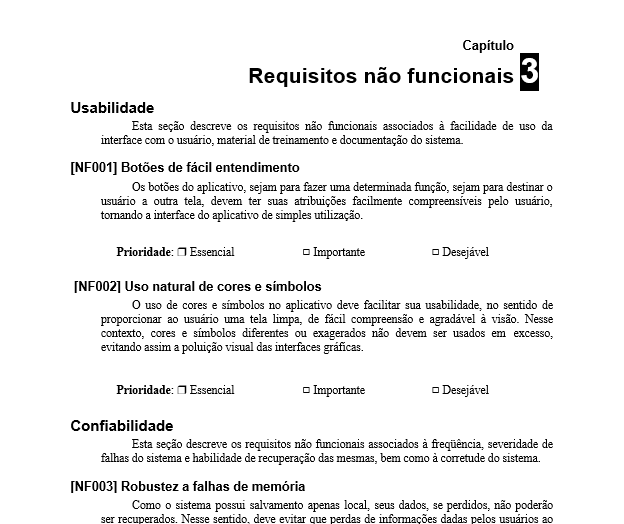 Capítulo
Requisitos não funcionais 3
Usabilidade
Esta seção descreve os requisitos não funcionais associados à facilidade de uso da
interface com o usuário, material de treinamento e documentação do sistema.
[NF001] Botões de fácil entendimento
Os botões do aplicativo, sejam para fazer uma determinada função, sejam para destinar o
usuário a outra tela, devem ter suas atribuições facilmente compreensíveis pelo usuário,
tornando a interface do aplicativo de simples utilização.
Prioridade: ☐ Essencial ☐ Importante ☐ Desejável
[NF002] Uso natural de cores e símbolos
O uso de cores e símbolos no aplicativo deve facilitar sua usabilidade, no sentido de
proporcionar ao usuário uma tela limpa, de fácil compreensão e agradável à visão. Nesse
contexto, cores e símbolos diferentes ou exagerados não devem ser usados em excesso,
evitando assim a poluição visual das interfaces gráficas.
Prioridade: ☐ Essencial ☐ Importante ☐ Desejável
Confiabilidade
Esta seção descreve os requisitos não funcionais associados à freqüência, severidade de
falhas do sistema e habilidade de recuperação das mesmas, bem como à corretude do sistema.
[NF003] Robustez a falhas de memória
Como o sistema possui salvamento apenas local, seus dados, se perdidos, não poderão
ser recuperados. Nesse sentido, deve evitar que perdas de informações dadas pelos usuários ao